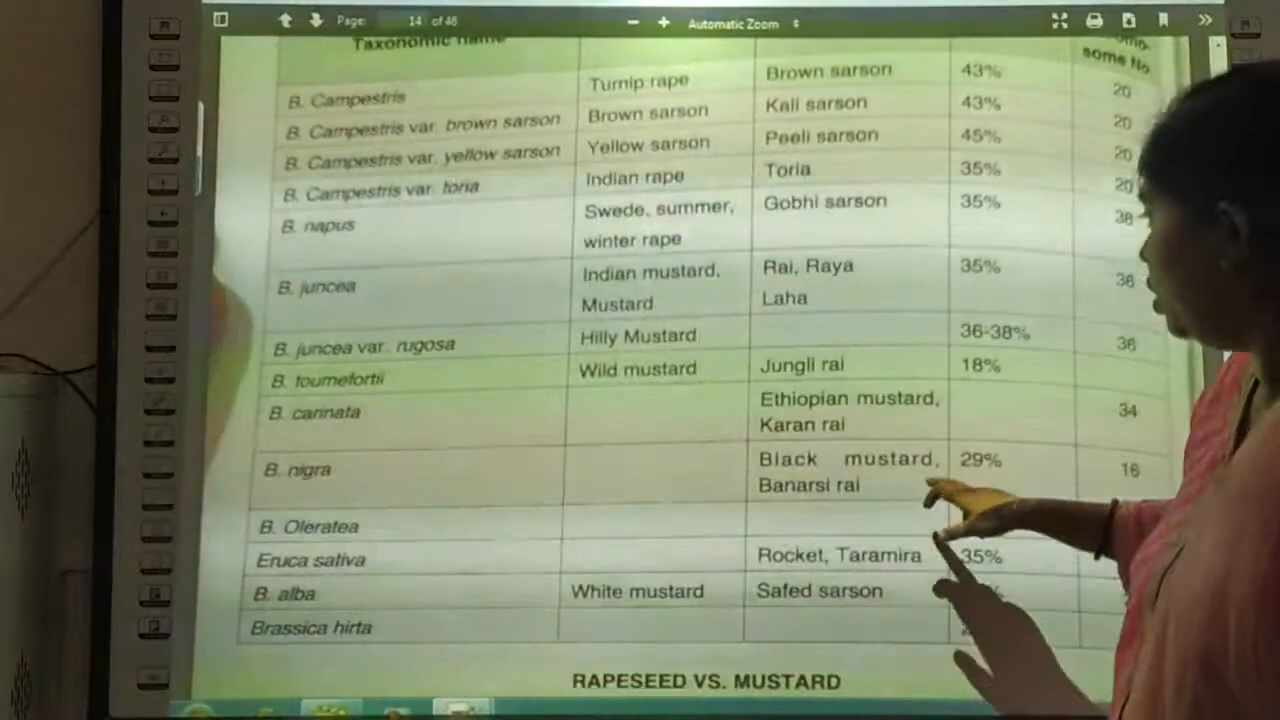 Page: 14 of 46 Automatic Zoom
Taxonomic name
some No
B. Campestris Turnip rape Brown sarson 43% 20
B. Campestris var. brown sarson Brown sarson Kali sarson 43% 20
B. Campestris var. yellow sarson Yellow sarson Peeli sarson 45% 20
B. Campestris var. toria Indian rape Toria 35% 20
B. napus Swede, summer, Gobhi sarson 35% 38
winter rape
B. juncea Indian mustard, Rai, Raya 35% 36
Mustard Laha
B. juncea var. rugosa Hilly Mustard 36-38% 36
B. tournefortii Wild mustard Jungli rai 18%
B. carinata Ethiopian mustard, 34
Karan rai
B. nigra Black mustard, 29% 16
Banarsi rai
B. Oleratea
Eruca sativa Rocket, Taramira 35%
B. alba White mustard Safed sarson
Brassica hirta
RAPESEED VS. MUSTARD